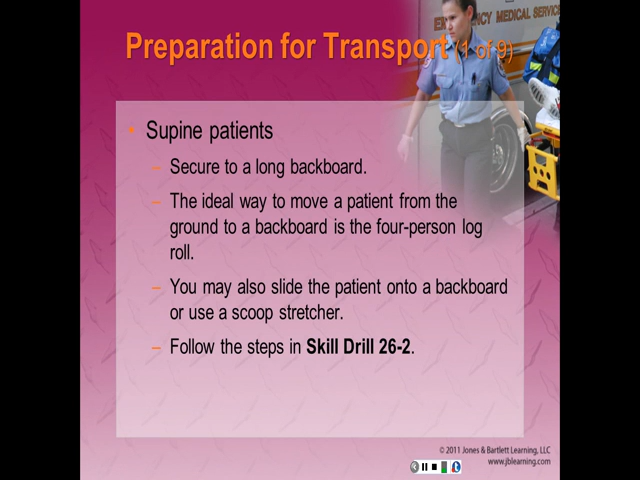 EMERGENCY MEDICAL SERVICE
Preparation for Transport (1 of 9)
• Supine patients
– Secure to a long backboard.
– The ideal way to move a patient from the
ground to a backboard is the four-person log
roll.
– You may also slide the patient onto a backboard
or use a scoop stretcher.
– Follow the steps in Skill Drill 26-2.
© 2011 Jones & Bartlett Learning, LLC
www.jblearning.com